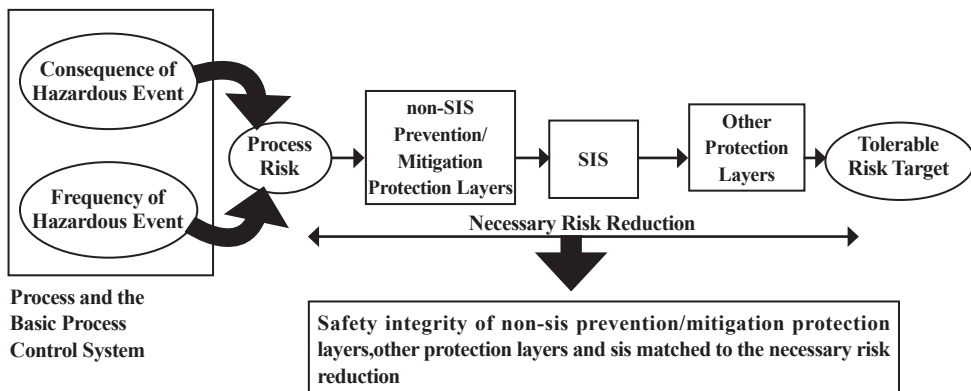 Consequence of
Hazardous Event
Frequency of
Hazardous Event
Process and the
Basic Process
Control System
Process
Risk
non-SIS
Prevention/
Mitigation
Protection Layers
SIS
Other
Protection
Layers
Tolerable
Risk Target
Necessary Risk Reduction
Safety integrity of non-sis prevention/mitigation protection
layers,other protection layers and sis matched to the necessary risk
reduction